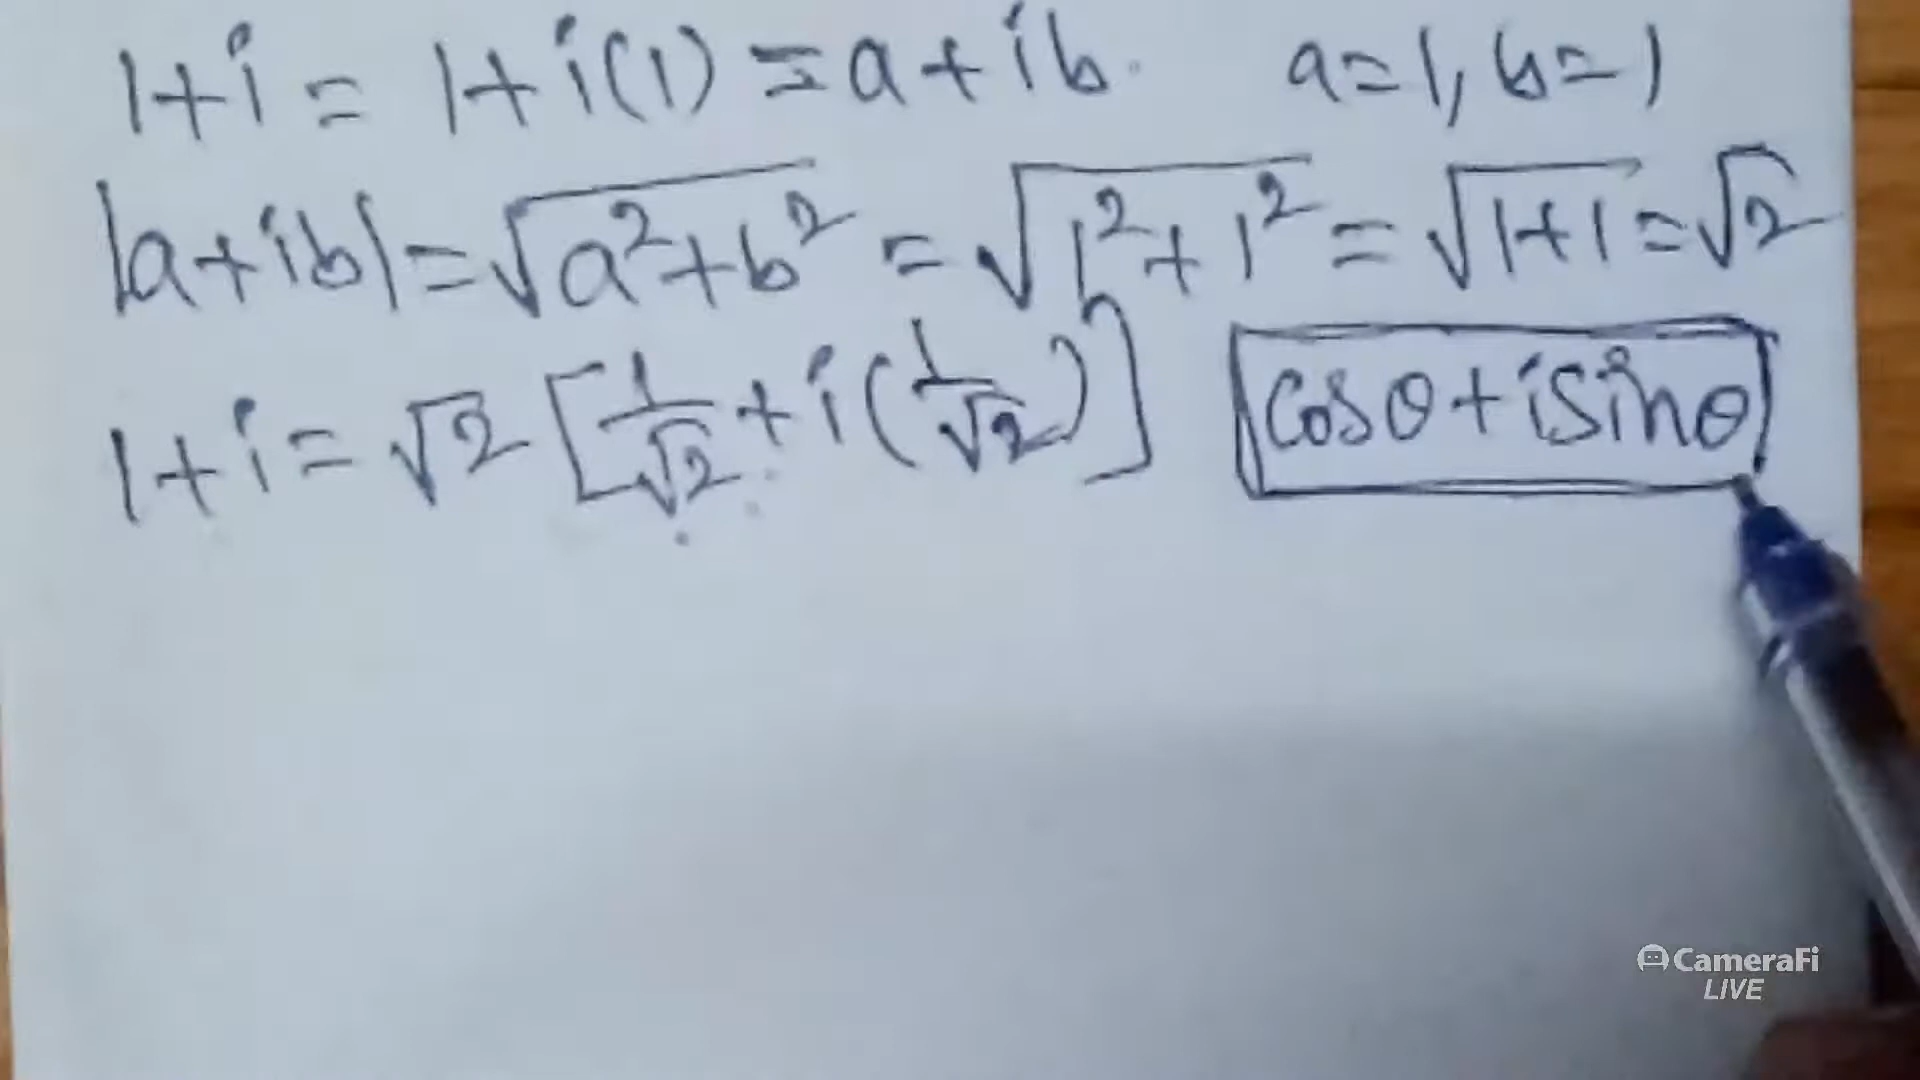 1+i = 1+i(1) = a+ib. a=1, b=1
|a+ib| = √(a²+b²) = √(1²+1²) = √(1+1) = √2
1+i = √2 [1/√2 + i(1/√2)] cosθ+isinθ
CameraFi
LIVE